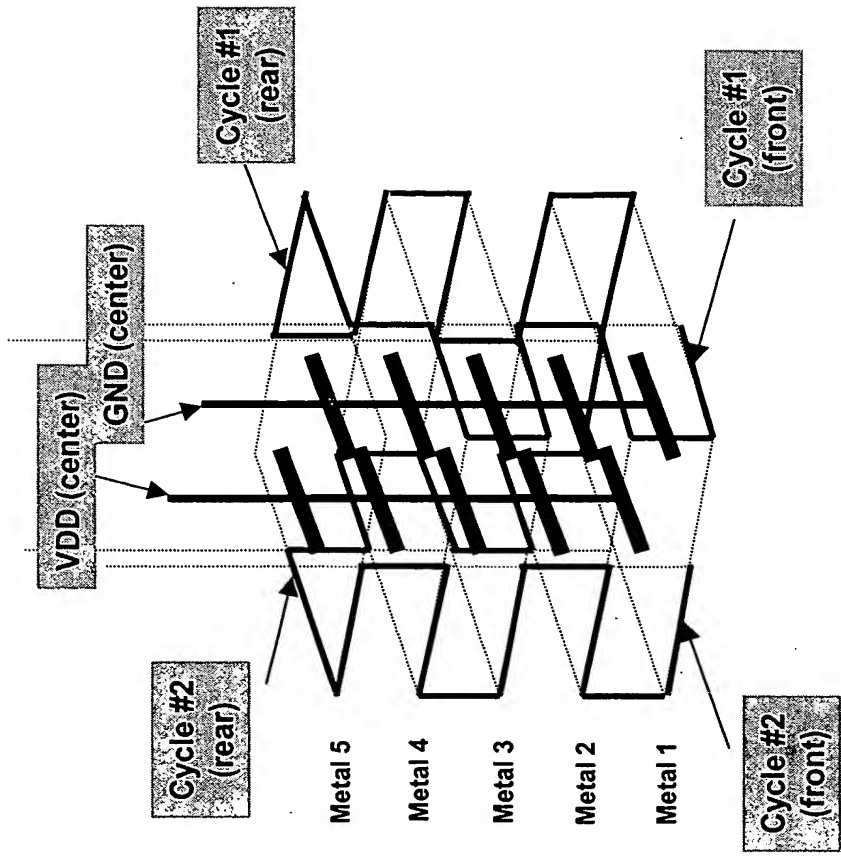 Cycle #1
(rear)
GND (center)
VDD (center)
Cycle #2
(rear)
Metal 5
Metal 4
Metal 3
Metal 2
Metal 1
Cycle #1
(front)
Cycle #2
(front)